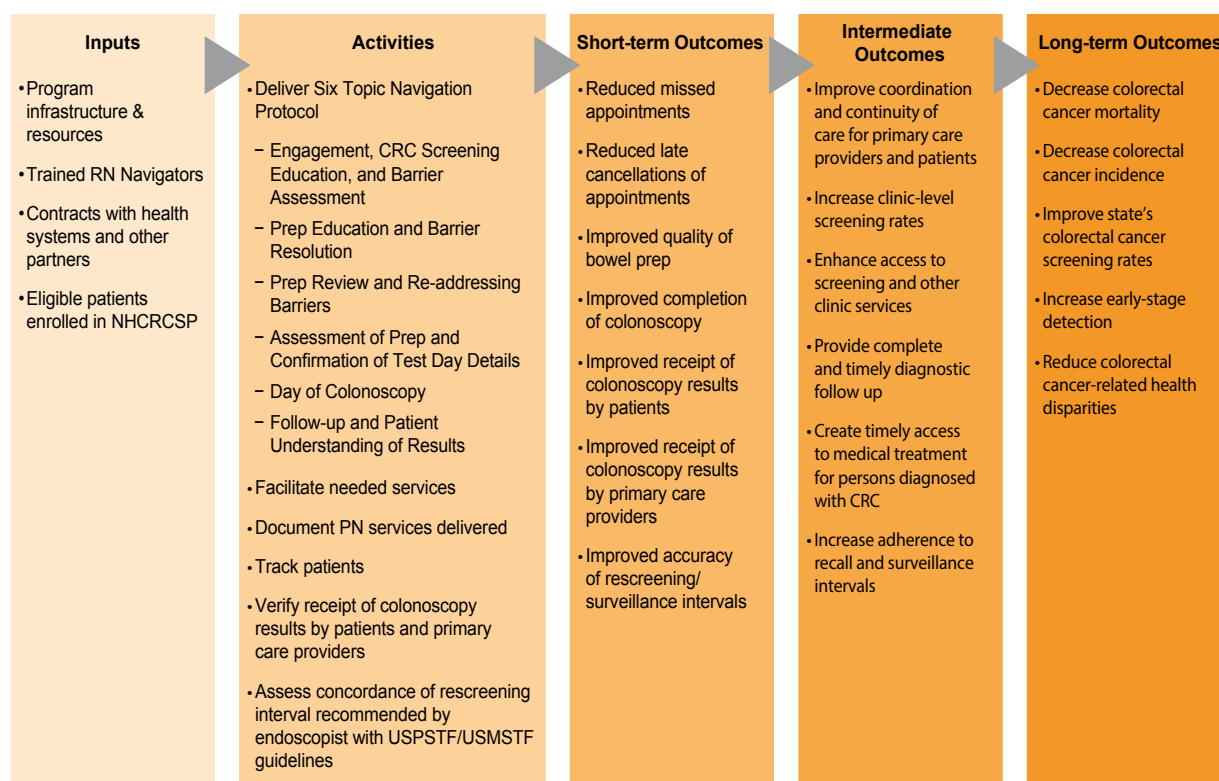 Inputs
•Program
infrastructure &
resources
•Trained RN Navigators
•Contracts with health
systems and other
partners
•Eligible patients
enrolled in NHCRCSP
Activities
•Deliver Six Topic Navigation
Protocol
– Engagement, CRC Screening
Education, and Barrier
Assessment
– Prep Education and Barrier
Resolution
– Prep Review and Re-addressing
Barriers
– Assessment of Prep and
Confirmation of Test Day Details
– Day of Colonoscopy
– Follow-up and Patient
Understanding of Results
•Facilitate needed services
•Document PN services delivered
•Track patients
•Verify receipt of colonoscopy
results by patients and primary
care providers
•Assess concordance of rescreening
interval recommended by
endoscopist with USPSTF/USMSTF
guidelines
Short-term Outcomes
•Reduced missed
appointments
•Reduced late
cancellations of
appointments
•Improved quality of
bowel prep
•Improved completion
of colonoscopy
•Improved receipt of
colonoscopy results
by patients
•Improved receipt of
colonoscopy results
by primary care
providers
•Improved accuracy
of rescreening/
surveillance intervals
Intermediate
Outcomes
•Improve coordination
and continuity of
care for primary care
providers and patients
•Increase clinic-level
screening rates
•Enhance access to
screening and other
clinic services
•Provide complete
and timely diagnostic
follow up
•Create timely access
to medical treatment
for persons diagnosed
with CRC
•Increase adherence to
recall and surveillance
intervals
Long-term Outcomes
•Decrease colorectal
cancer mortality
•Decrease colorectal
cancer incidence
•Improve state's
colorectal cancer
screening rates
•Increase early-stage
detection
•Reduce colorectal
cancer-related health
disparities